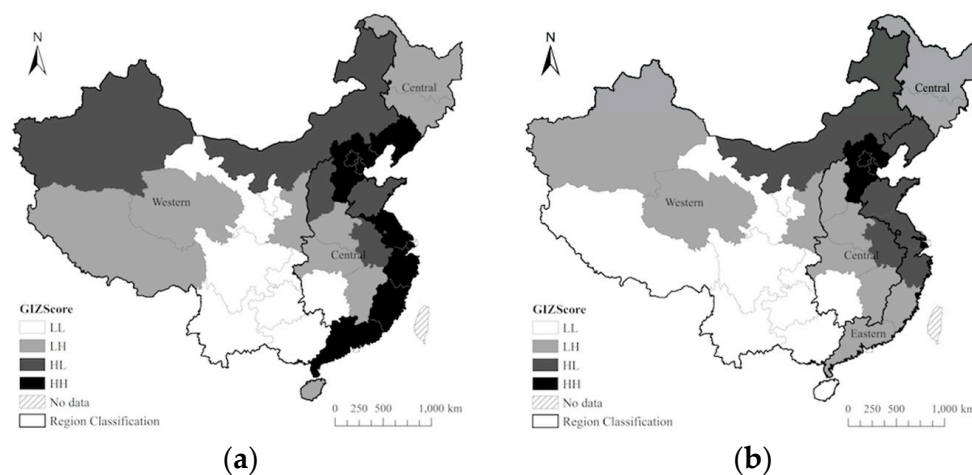 N
Central
Western
Central
GIZScore
LL
LH
HL
HH
No data
Region Classification
0 250 500 1,000 km
(a)
N
Central
Western
Central
Eastern
GIZScore
LL
LH
HL
HH
No data
Region Classification
0 250 500 1,000 km
(b)